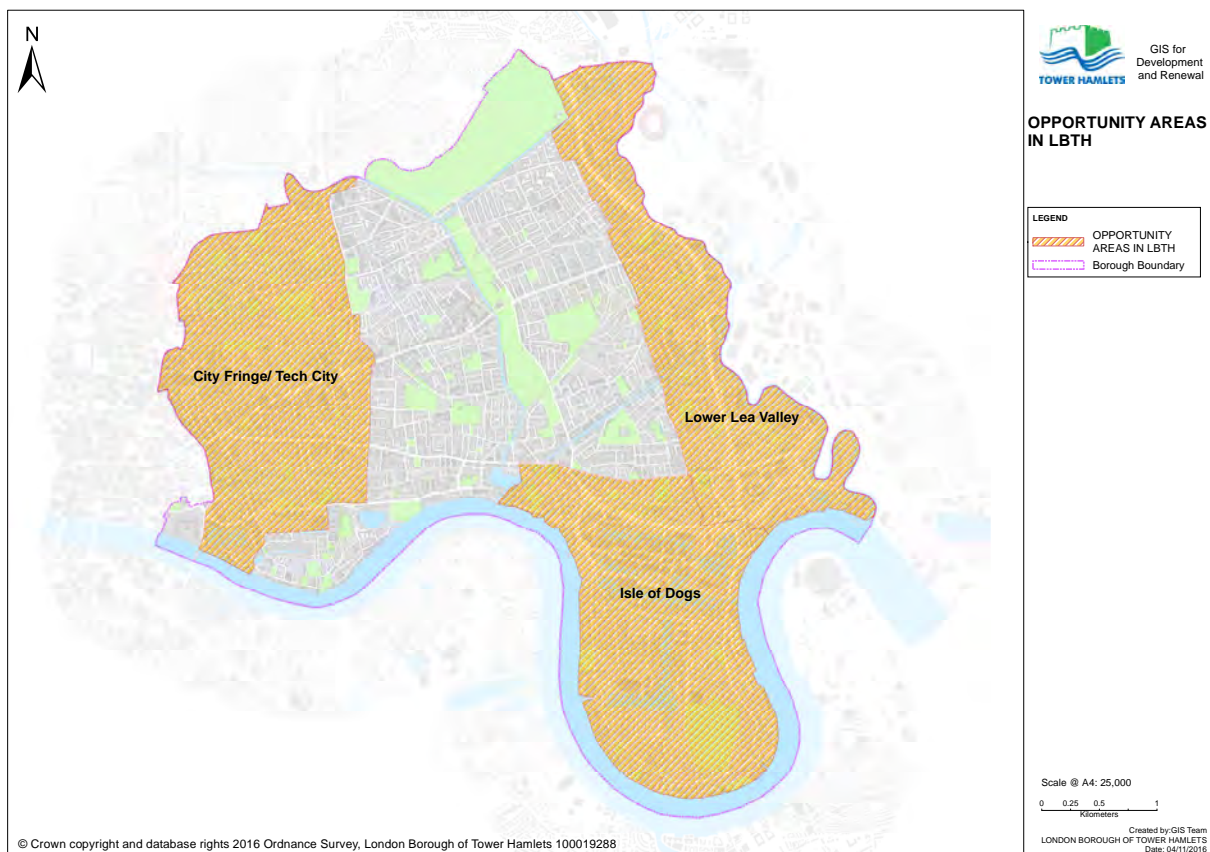 N
City Fringe/ Tech City
Lower Lea Valley
Isle of Dogs
© Crown copyright and database rights 2016 Ordnance Survey, London Borough of Tower Hamlets 100019288
TOWER HAMLETS
GIS for
Development
and Renewal
OPPORTUNITY AREAS
IN LBTH
LEGEND
OPPORTUNITY
AREAS IN LBTH
Borough Boundary
Scale @ A4: 25,000
0 0.25 0.5 1
Kilometers
Created by:GIS Team
LONDON BOROUGH OF TOWER HAMLETS
Date: 04/11/2016